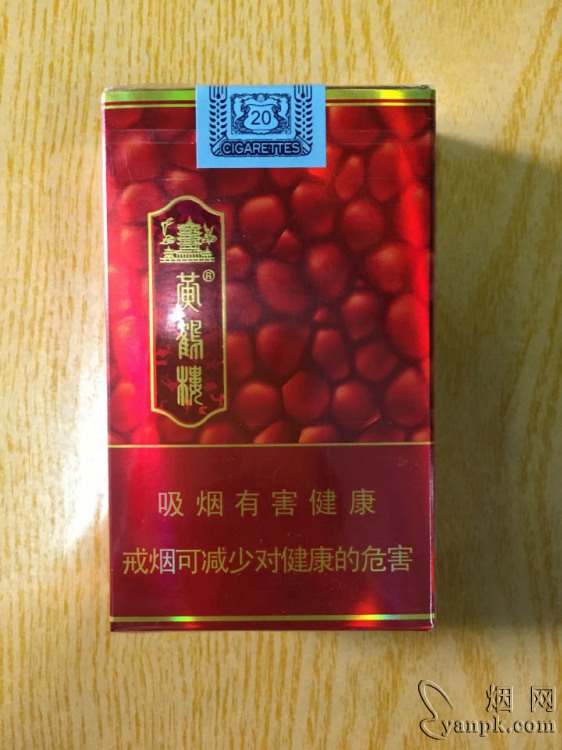 20
CIGARETTES
黄鹤樓®
吸烟有害健康
戒烟可减少对健康的危害
烟网
yanpk.com